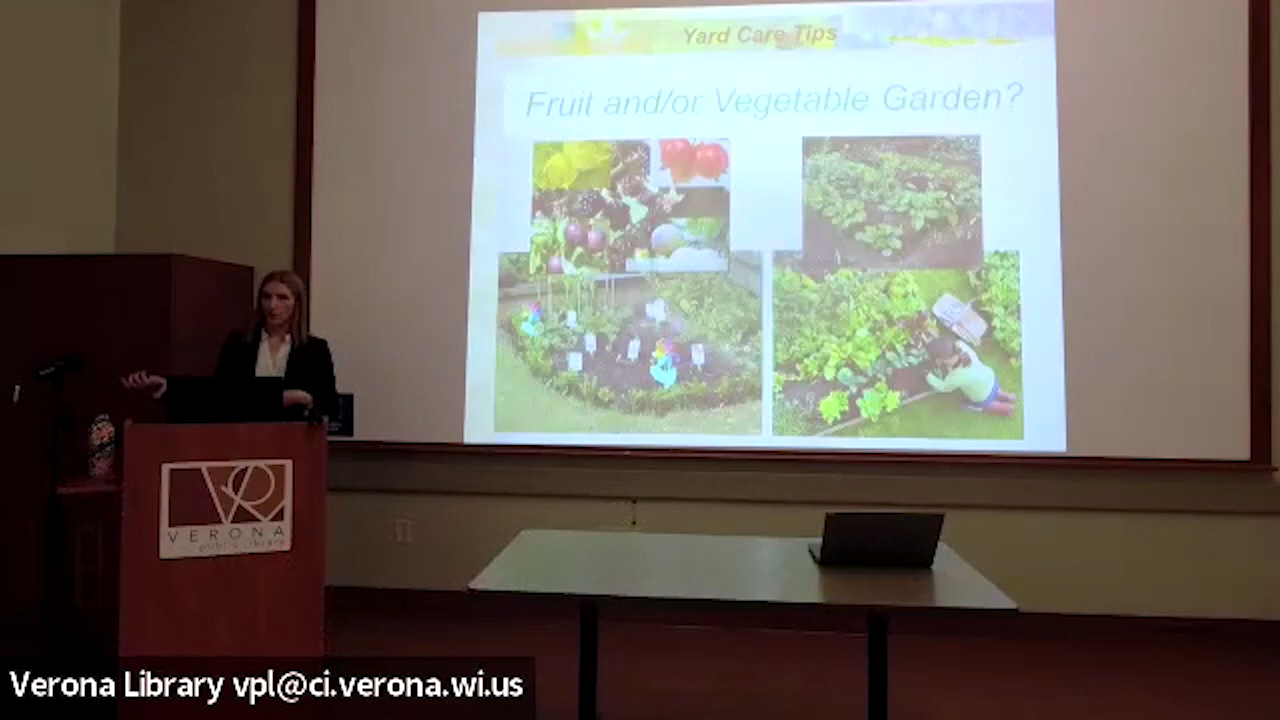 Yard Care Tips
Fruit and/or Vegetable Garden?
VERONA
public library
Verona Library vpl@ci.verona.wi.us